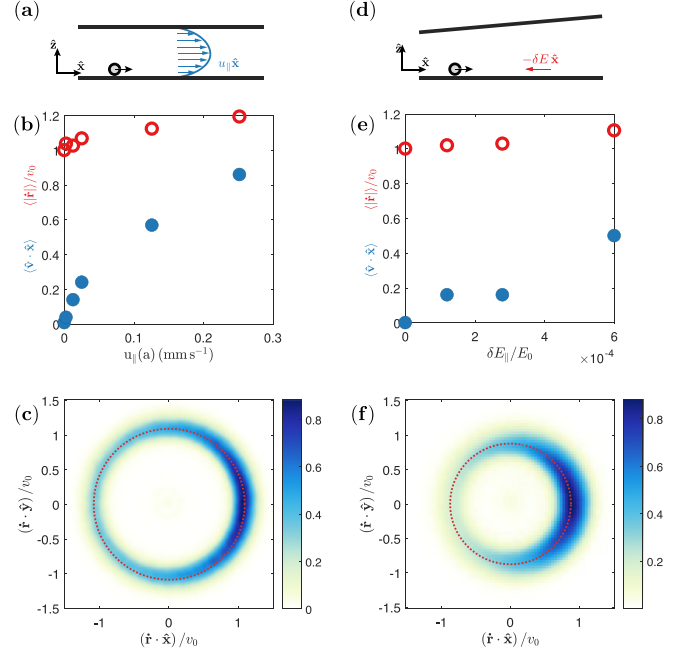 (a)
ẑ
x̂
u∥x̂
(d)
ẑ
x̂
−δE x̂
(b)
1.2
1
0.8
0.6
0.4
0.2
0
⟨|ṙ|⟩/v₀
⟨v̂ · x̂⟩
0
0.1
0.2
0.3
u∥(a) (mm s⁻¹)
(e)
1.2
1
0.8
0.6
0.4
0.2
0
⟨|ṙ|⟩/v₀
⟨v̂ · x̂⟩
0
2
4
6
×10⁻⁴
δE∥/E₀
(c)
1.5
1
0.5
0
-0.5
-1
-1.5
(ṙ · ŷ)/v₀
-1
0
1
(ṙ · x̂)/v₀
0.8
0.6
0.4
0.2
0
(f)
1.5
1
0.5
0
-0.5
-1
-1.5
(ṙ · ŷ)/v₀
-1
0
1
(ṙ · x̂)/v₀
0.8
0.6
0.4
0.2